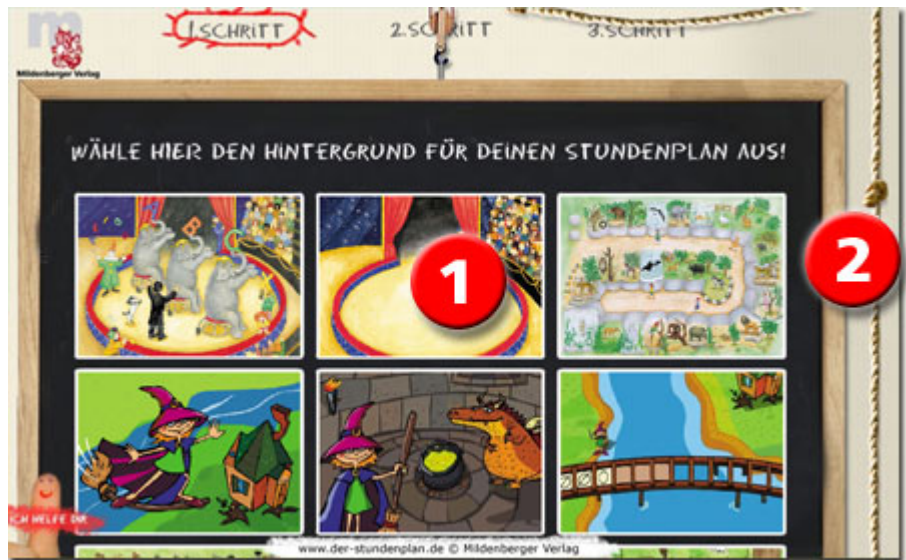 1.SCHRITT
2.SCHRITT
3.SCHRITT
m
Mildenberger Verlag
WÄHLE HIER DEN HINTERGRUND FÜR DEINEN STUNDENPLAN AUS!
1
2
ICH HELFE DIR
www.der-stundenplan.de © Mildenberger Verlag